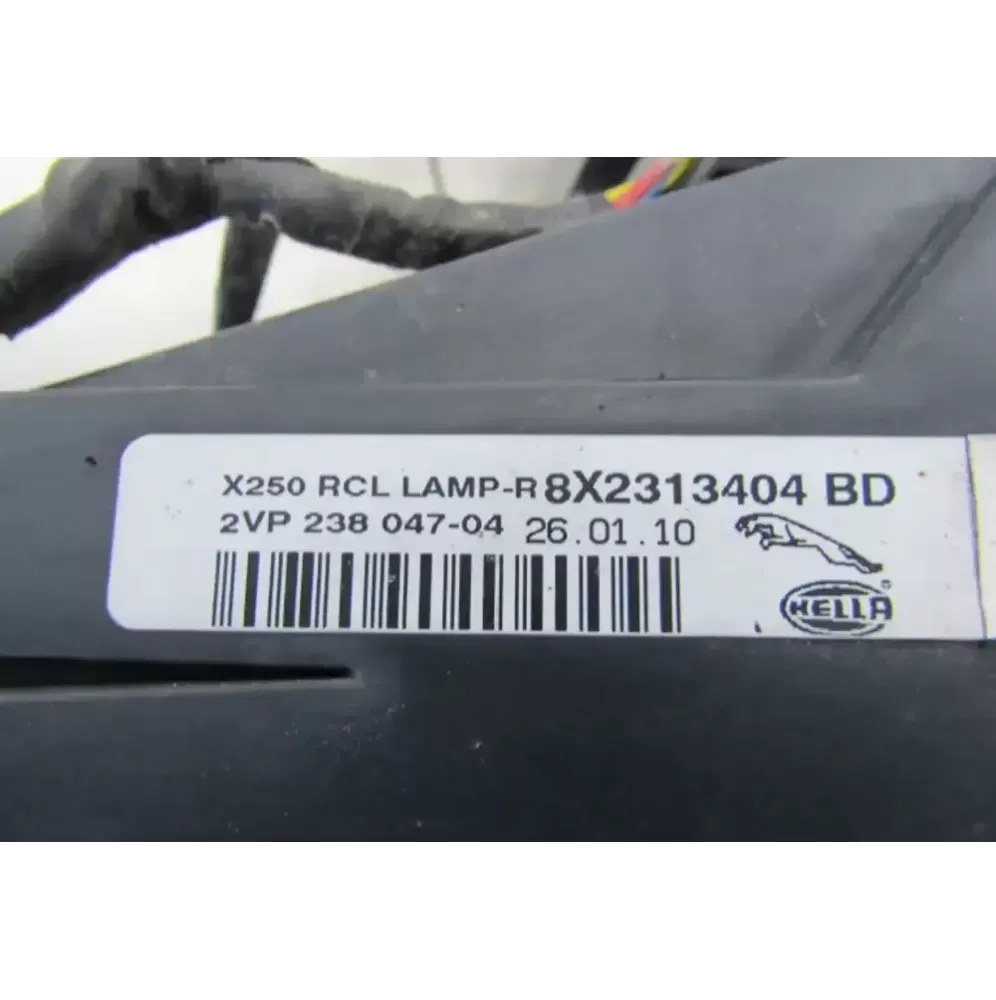 X250 RCL LAMP-R 8X2313404 BD
2VP 238 047-04 26.01.10
HELLA